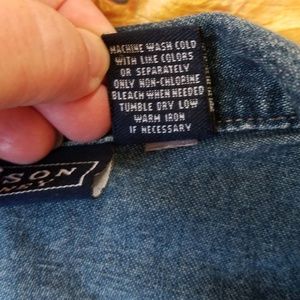 MACHINE WASH COLD
WITH LIKE COLORS
OR SEPARATELY
ONLY NON-CHLORINE
BLEACH WHEN NEEDED
TUMBLE DRY LOW
WARM IRON
IF NECESSARY
SON